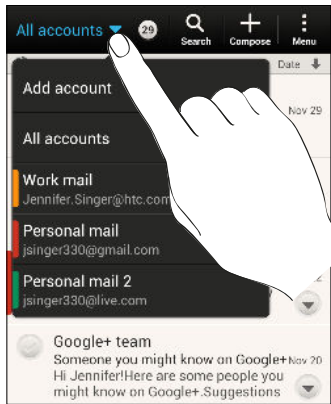 All accounts 29 Search Compose Menu
Date
Add account
Nov 29
All accounts
Work mail
Jennifer.Singer@htc.com
Personal mail
jsinger330@gmail.com
Personal mail 2
jsinger330@live.com
Google+ team
Someone you might know on Google+ Nov 20
Hi Jennifer!Here are some people you
might know on Google+.Suggestions